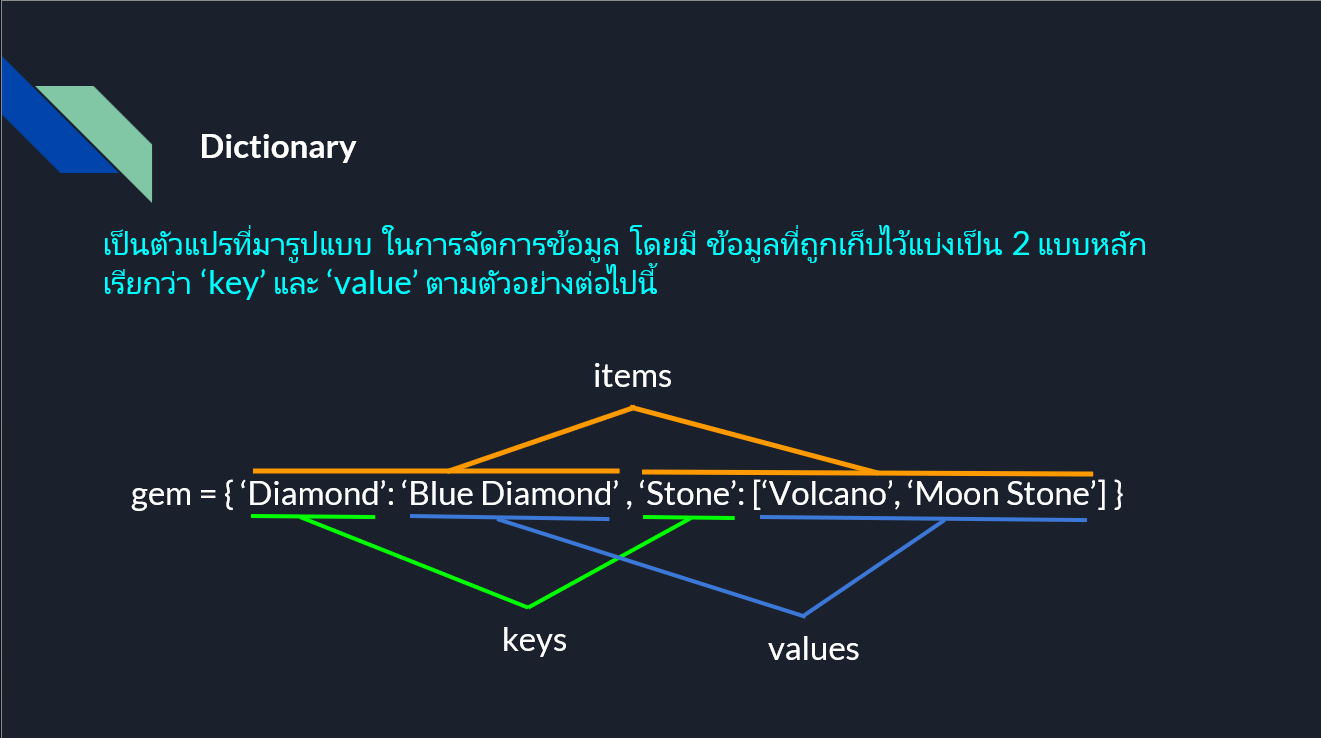 Dictionary
เป็นตัวแปรที่มารูปแบบ ในการจัดการข้อมูล โดยมี ข้อมูลที่ถูกเก็บไว้แบ่งเป็น 2 แบบหลัก
เรียกว่า ‘key’ และ ‘value’ ตามตัวอย่างต่อไปนี้
items
gem = { ‘Diamond’: ‘Blue Diamond’ , ‘Stone’: [‘Volcano’, ‘Moon Stone’] }
keys
values